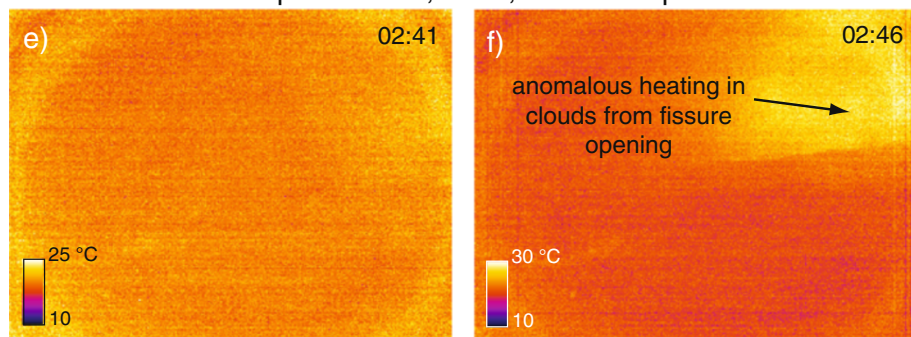 e)
02:41
25 °C
10
f)
02:46
anomalous heating in
clouds from fissure
opening
30 °C
10